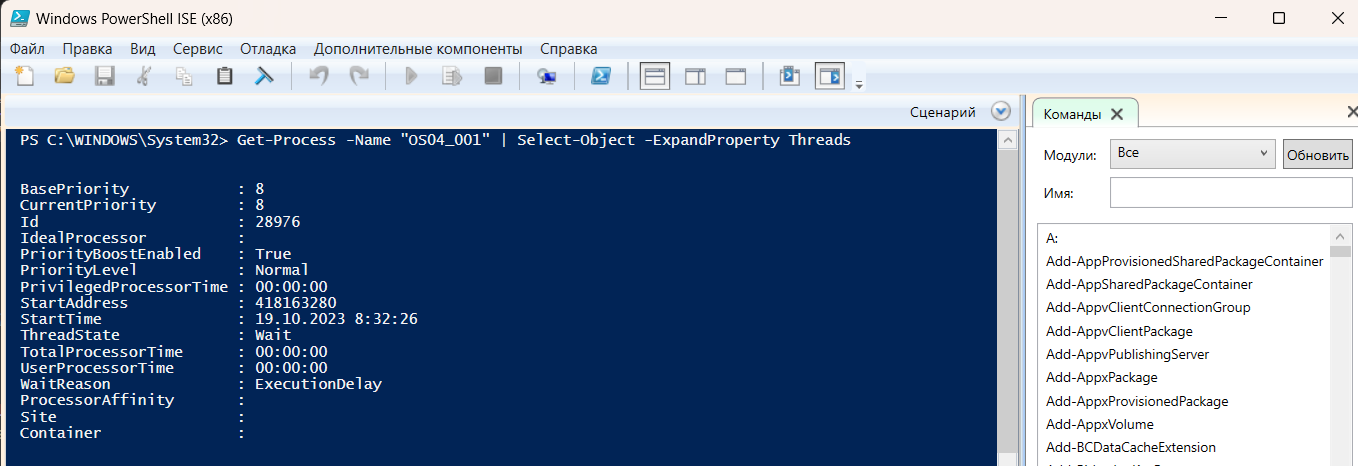 Windows PowerShell ISE (x86)
Файл Правка Вид Сервис Отладка Дополнительные компоненты Справка
Сценарий
PS C:\WINDOWS\System32> Get-Process -Name "OS04_001" | Select-Object -ExpandProperty Threads
BasePriority : 8
CurrentPriority : 8
Id : 28976
IdealProcessor :
PriorityBoostEnabled : True
PriorityLevel : Normal
PrivilegedProcessorTime : 00:00:00
StartAddress : 418163280
StartTime : 19.10.2023 8:32:26
ThreadState : Wait
TotalProcessorTime : 00:00:00
UserProcessorTime : 00:00:00
WaitReason : ExecutionDelay
ProcessorAffinity :
Site :
Container :
Команды
Модули: Все Обновить
Имя:
A:
Add-AppProvisionedSharedPackageContainer
Add-AppSharedPackageContainer
Add-AppvClientConnectionGroup
Add-AppvClientPackage
Add-AppvPublishingServer
Add-AppxPackage
Add-AppxProvisionedPackage
Add-AppxVolume
Add-BCDataCacheExtension